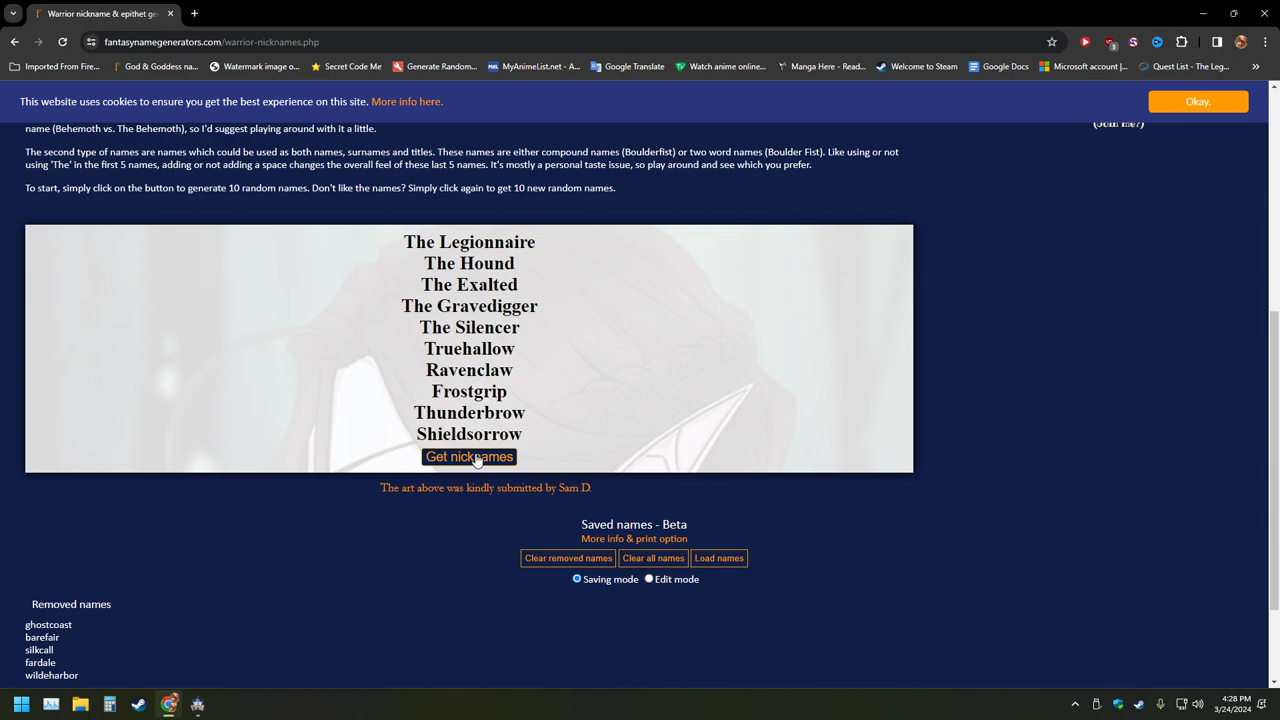 Warrior nickname & epithet ge
fantasynamegenerators.com/warrior-nicknames.php
3
Imported From Fire...
God & Goddess na...
Watermark image o...
Secret Code Me
Generate Random...
MyAnimeList.net - A...
Google Translate
Watch anime online...
Manga Here - Read...
Welcome to Steam
Google Docs
Microsoft account |...
Quest List - The Leg...
This website uses cookies to ensure you get the best experience on this site. More info here.
Okay.
name (Behemoth vs. The Behemoth), so I'd suggest playing around with it a little.
(Join me?)
The second type of names are names which could be used as both names, surnames and titles. These names are either compound names (Boulderfist) or two word names (Boulder Fist). Like using or not
using 'The' in the first 5 names, adding or not adding a space changes the overall feel of these last 5 names. It's mostly a personal taste issue, so play around and see which you prefer.
To start, simply click on the button to generate 10 random names. Don't like the names? Simply click again to get 10 new random names.
The Legionnaire
The Hound
The Exalted
The Gravedigger
The Silencer
Truehallow
Ravenclaw
Frostgrip
Thunderbrow
Shieldsorrow
Get nicknames
The art above was kindly submitted by Sam D.
Saved names - Beta
More info & print option
Clear removed names
Clear all names
Load names
Saving mode
Edit mode
Removed names
ghostcoast
barefair
silkcall
fardale
wildeharbor
4:28 PM
3/24/2024